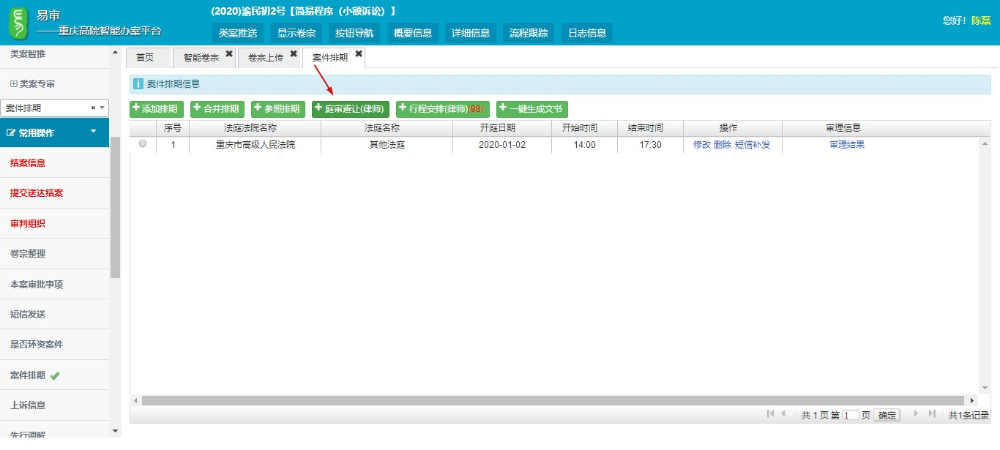 易审
——重庆高院智能办案平台
(2020)渝民初2号【简易程序（小额诉讼）】
类案推送 显示卷宗 按钮导航 概要信息 详细信息 流程跟踪 日志信息
您好！陈磊
类案智推
类案专审
案件排期
常用操作
结案信息
提交送达结案
审判组织
卷宗整理
本案审批事项
短信发送
是否环资案件
案件排期
上诉信息
先行调解
首页 智能卷宗 卷宗上传 案件排期
案件排期信息
添加排期 合并排期 参照排期 庭审避让(律师) 行程安排(律师)(98) 一键生成文书
序号 法庭法院名称 法庭名称 开庭日期 开始时间 结束时间 操作 审理信息
1 重庆市高级人民法院 其他法庭 2020-01-02 14:00 17:30 修改 删除 短信补发 审理结果
共 1 页 第 1 页 确定 共1条记录